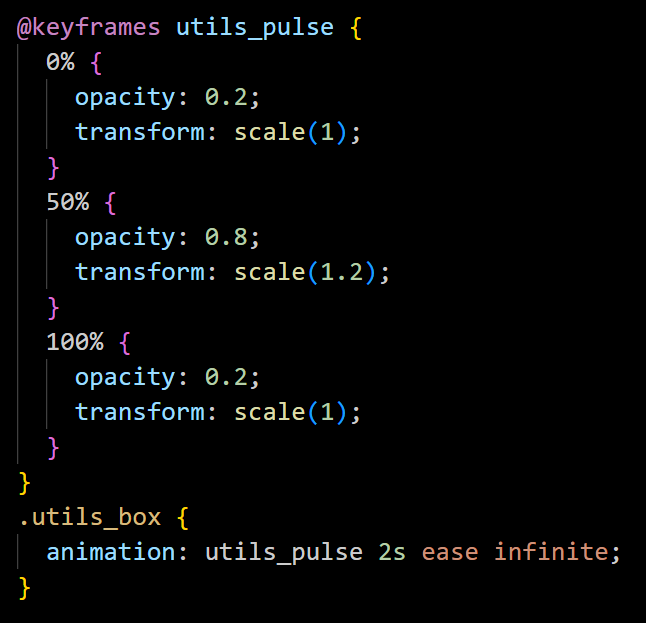 @keyframes utils_pulse {
  0% {
    opacity: 0.2;
    transform: scale(1);
  }
  50% {
    opacity: 0.8;
    transform: scale(1.2);
  }
  100% {
    opacity: 0.2;
    transform: scale(1);
  }
}
.utils_box {
  animation: utils_pulse 2s ease infinite;
}